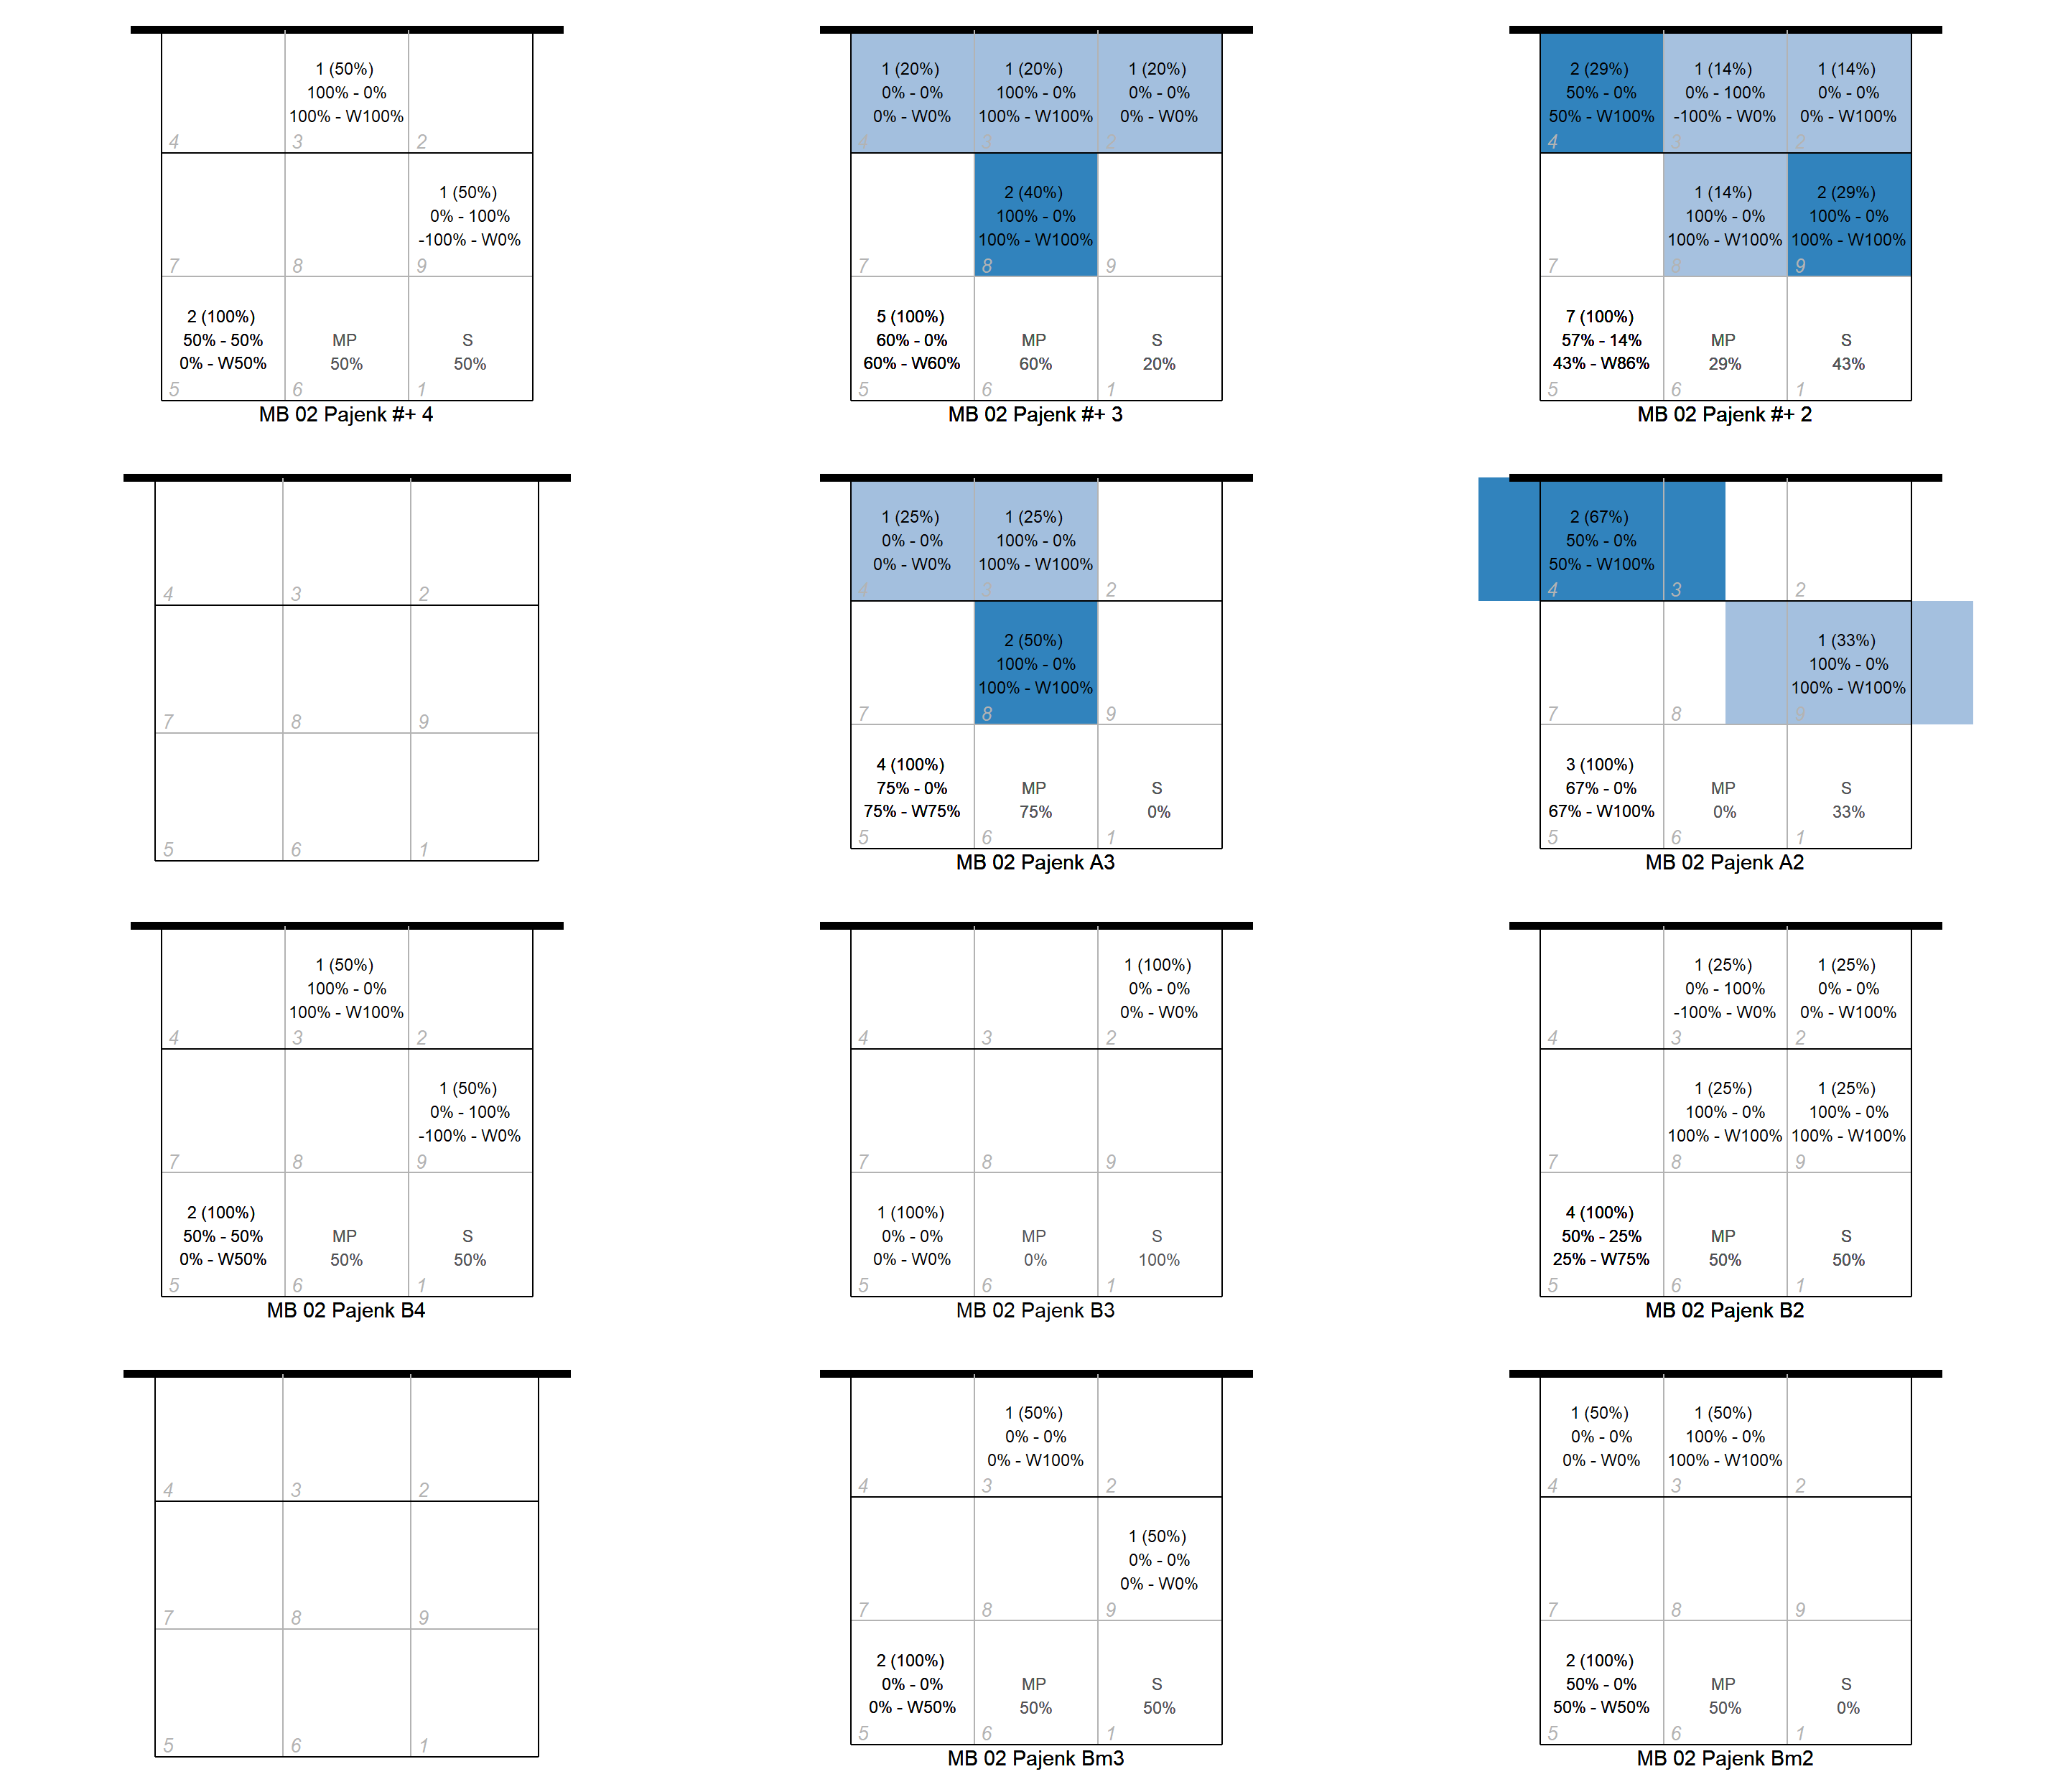 1 (50%)
100% - 0%
100% - W100%
4
3
2
1 (50%)
0% - 100%
-100% - W0%
7
8
9
2 (100%)
50% - 50%
0% - W50%
MP
50%
S
50%
5
6
1
MB 02 Pajenk #+ 4
1 (20%)
0% - 0%
0% - W0%
1 (20%)
100% - 0%
100% - W100%
1 (20%)
0% - 0%
0% - W0%
4
3
2
2 (40%)
100% - 0%
100% - W100%
7
8
9
5 (100%)
60% - 0%
60% - W60%
MP
60%
S
20%
5
6
1
MB 02 Pajenk #+ 3
2 (29%)
50% - 0%
50% - W100%
1 (14%)
0% - 100%
-100% - W0%
1 (14%)
0% - 0%
0% - W100%
4
3
2
1 (14%)
100% - 0%
100% - W100%
2 (29%)
100% - 0%
100% - W100%
7
8
9
7 (100%)
57% - 14%
43% - W86%
MP
29%
S
43%
5
6
1
MB 02 Pajenk #+ 2
4
3
2
7
8
9
5
6
1
1 (25%)
0% - 0%
0% - W0%
1 (25%)
100% - 0%
100% - W100%
4
3
2
2 (50%)
100% - 0%
100% - W100%
7
8
9
4 (100%)
75% - 0%
75% - W75%
MP
75%
S
0%
5
6
1
MB 02 Pajenk A3
2 (67%)
50% - 0%
50% - W100%
4
3
2
1 (33%)
100% - 0%
100% - W100%
7
8
9
3 (100%)
67% - 0%
67% - W100%
MP
0%
S
33%
5
6
1
MB 02 Pajenk A2
1 (50%)
100% - 0%
100% - W100%
4
3
2
1 (50%)
0% - 100%
-100% - W0%
7
8
9
2 (100%)
50% - 50%
0% - W50%
MP
50%
S
50%
5
6
1
MB 02 Pajenk B4
1 (100%)
0% - 0%
0% - W0%
4
3
2
7
8
9
1 (100%)
0% - 0%
0% - W0%
MP
0%
S
100%
5
6
1
MB 02 Pajenk B3
1 (25%)
0% - 100%
-100% - W0%
1 (25%)
0% - 0%
0% - W100%
4
3
2
1 (25%)
100% - 0%
100% - W100%
1 (25%)
100% - 0%
100% - W100%
7
8
9
4 (100%)
50% - 25%
25% - W75%
MP
50%
S
50%
5
6
1
MB 02 Pajenk B2
4
3
2
7
8
9
5
6
1
1 (50%)
0% - 0%
0% - W100%
4
3
2
1 (50%)
0% - 0%
0% - W0%
7
8
9
2 (100%)
0% - 0%
0% - W50%
MP
50%
S
50%
5
6
1
MB 02 Pajenk Bm3
1 (50%)
0% - 0%
0% - W0%
1 (50%)
100% - 0%
100% - W100%
4
3
2
7
8
9
2 (100%)
50% - 0%
50% - W50%
MP
50%
S
0%
5
6
1
MB 02 Pajenk Bm2